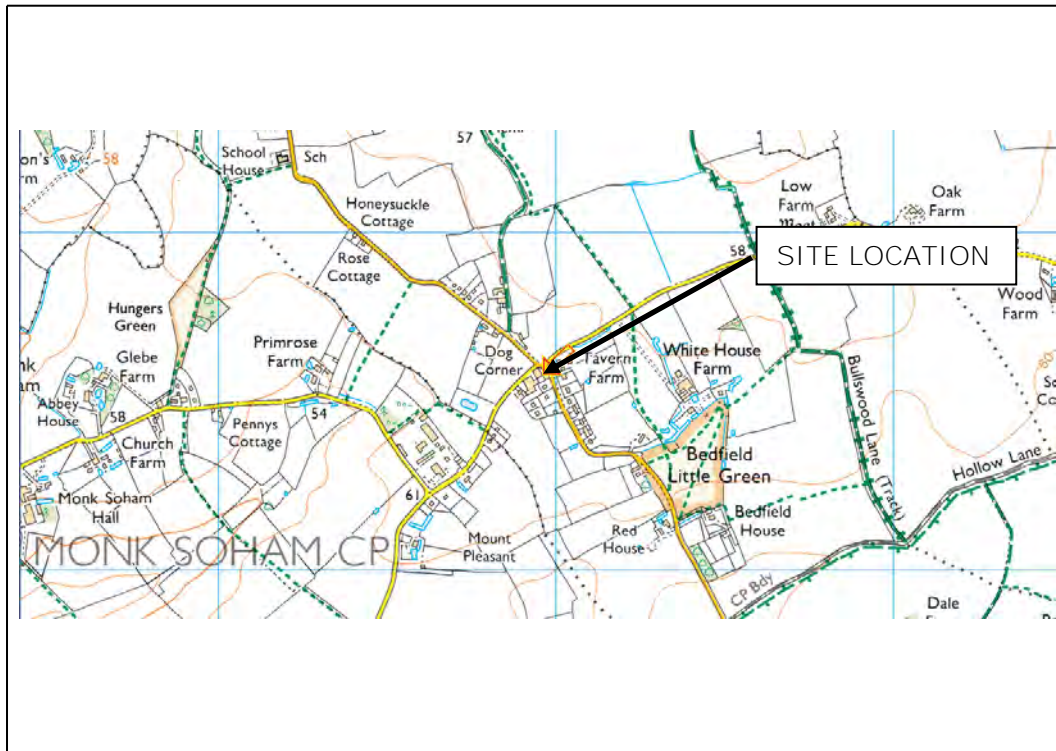 57
School
House
Sch
on's
rm
58
Honeysuckle
Cottage
Low
Farm
Oak
Farm
Rose
Cottage
58
SITE LOCATION
Wood
Farm
Hungers
Green
Primrose
Farm
Dog
Corner
Tavern
Farm
White House
Farm
Glebe
Farm
Abbey
House
58
54
Bullswood Lane
(Track)
Church
Farm
Pennys
Cottage
Bedfield
Little Green
Hollow Lane
Monk Soham
Hall
61
Red
House
Bedfield
House
Mount
Pleasant
MONK SOHAM CP
CP Bdy
Dale